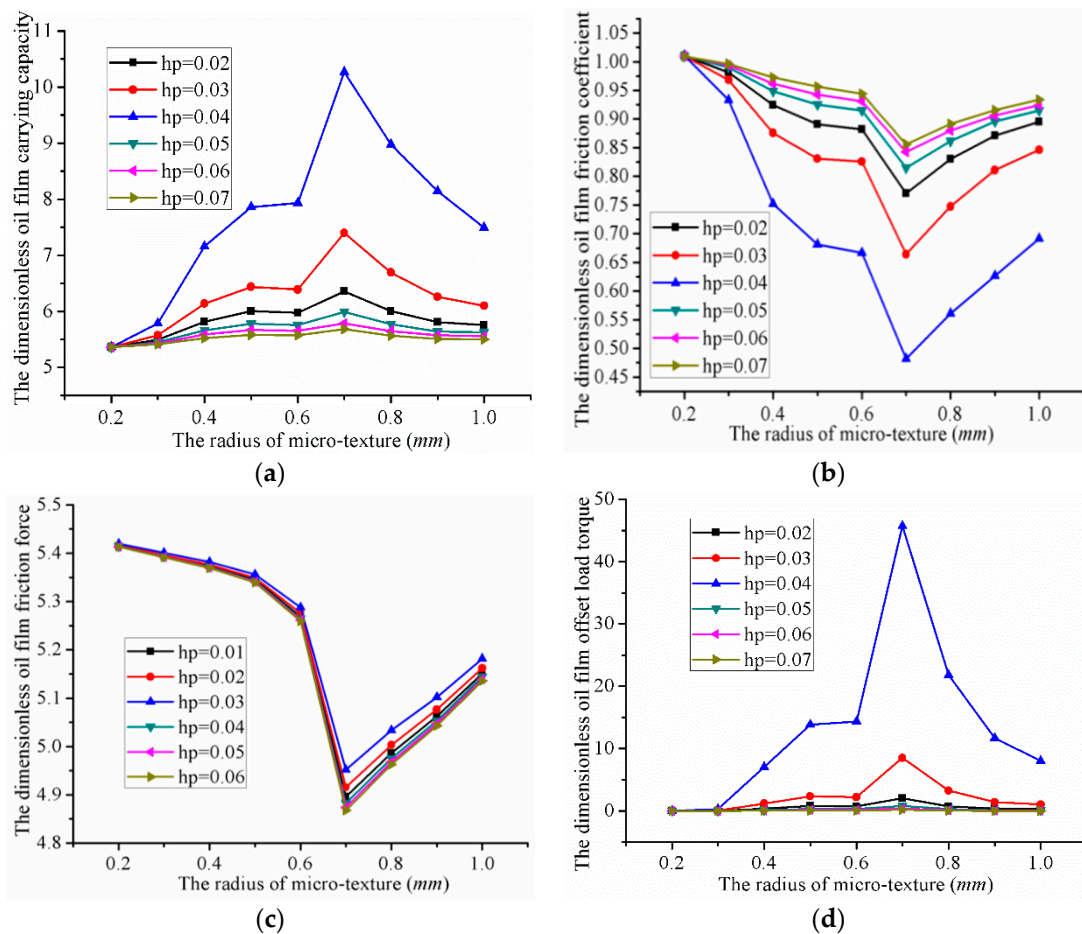 The dimensionless oil film carrying capacity
11
10
9
8
7
6
5
hp=0.02
hp=0.03
hp=0.04
hp=0.05
hp=0.06
hp=0.07
0.2 0.4 0.6 0.8 1.0
The radius of micro-texture (mm)
(a)
The dimensionless oil film friction coefficient
1.00
0.95
0.90
0.85
0.80
0.75
0.70
0.65
0.60
0.55
0.50
0.45
hp=0.02
hp=0.03
hp=0.04
hp=0.05
hp=0.06
hp=0.07
0.2 0.4 0.6 0.8 1.0
The radius of micro-texture (mm)
(b)
The dimensionless oil film friction force
5.5
5.4
5.3
5.2
5.1
5.0
4.9
4.8
hp=0.01
hp=0.02
hp=0.03
hp=0.04
hp=0.05
hp=0.06
0.2 0.4 0.6 0.8 1.0
The radius of micro-texture (mm)
(c)
The dimensionless oil film offset load torque
50
40
30
20
10
0
hp=0.02
hp=0.03
hp=0.04
hp=0.05
hp=0.06
hp=0.07
0.2 0.4 0.6 0.8 1.0
The radius of micro-texture (mm)
(d)